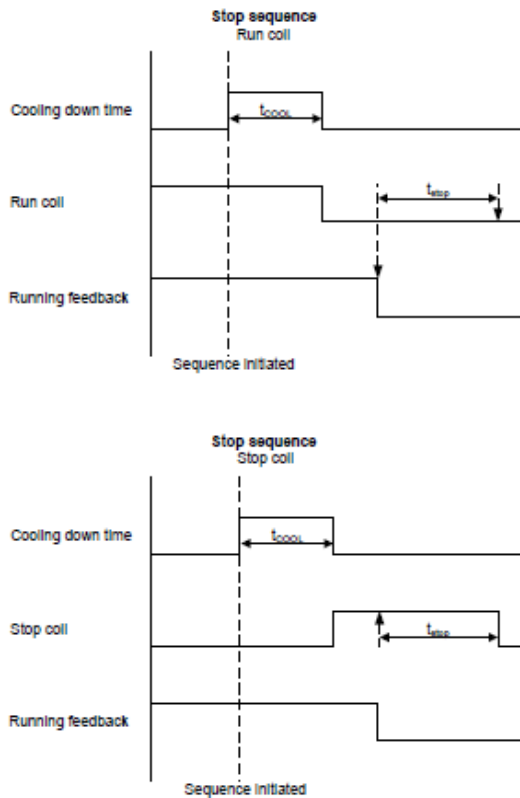 Stop sequence
Run coil
Cooling down time
tCOOL
Run coil
tstop
Running feedback
Sequence initiated
Stop sequence
Stop coil
Cooling down time
tCOOL
Stop coil
tstop
Running feedback
Sequence initiated